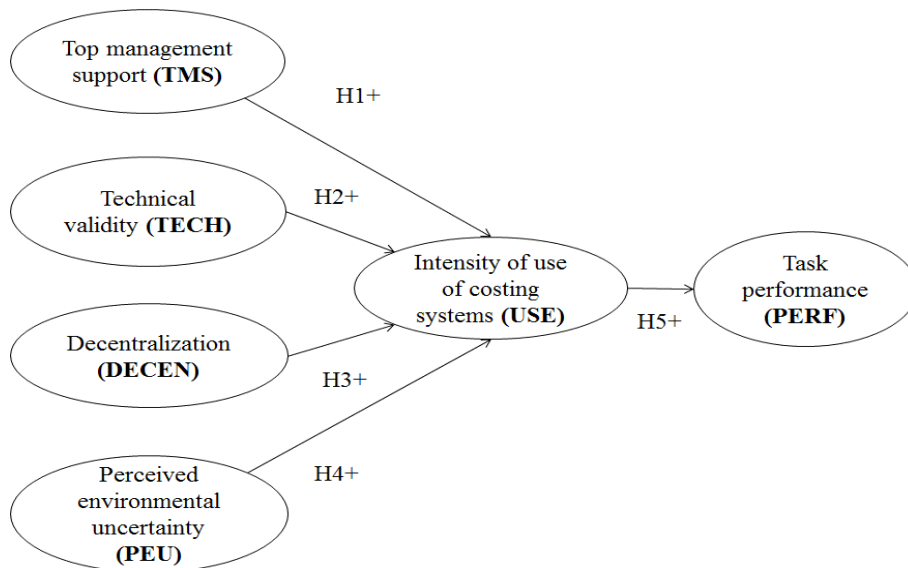 Top management
support (TMS)
H1+
Technical
validity (TECH)
H2+
Intensity of use
of costing
systems (USE)
Task
performance
(PERF)
H5+
Decentralization
(DECEN)
H3+
Perceived
environmental
uncertainty
(PEU)
H4+